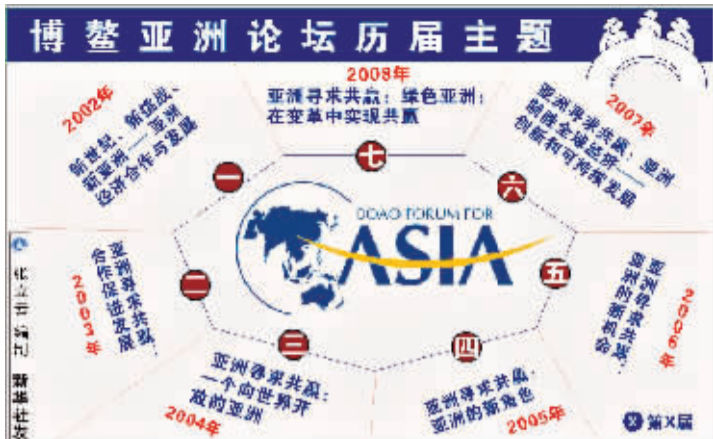 博鳌亚洲论坛历届主题
2002年
新世纪、新挑战、
新亚洲——亚洲
经济合作与发展
一
2003年
亚洲寻求共赢:
合作促进发展
二
2004年
亚洲寻求共赢:
一个向世界开
放的亚洲
三
2005年
亚洲寻求共赢:
亚洲的新角色
四
2006年
亚洲寻求共赢:
亚洲的新机会
五
2007年
亚洲寻求共赢:亚洲
制胜全球经济——
创新和可持续发展
六
2008年
亚洲寻求共赢:绿色亚洲:
在变革中实现共赢
七
BOAO FORUM FOR
ASIA
X 第X届
张立云 编制 新华社发